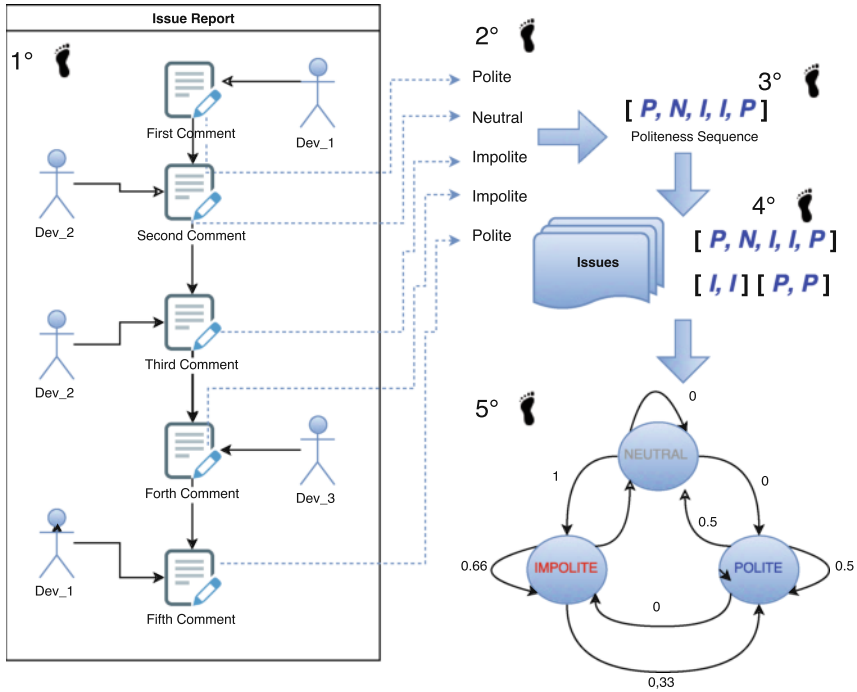 Issue Report
1°
First Comment
Dev_1
Dev_2
Second Comment
Third Comment
Dev_2
Forth Comment
Dev_3
Dev_1
Fifth Comment
2°
Polite
Neutral
Impolite
Impolite
Polite
3°
[ P, N, I, I, P ]
Politeness Sequence
4°
[ P, N, I, I, P ]
Issues
[ I, I ] [ P, P ]
5°
0
NEUTRAL
1
0
0.5
0.66
IMPOLITE
POLITE
0.5
0
0,33